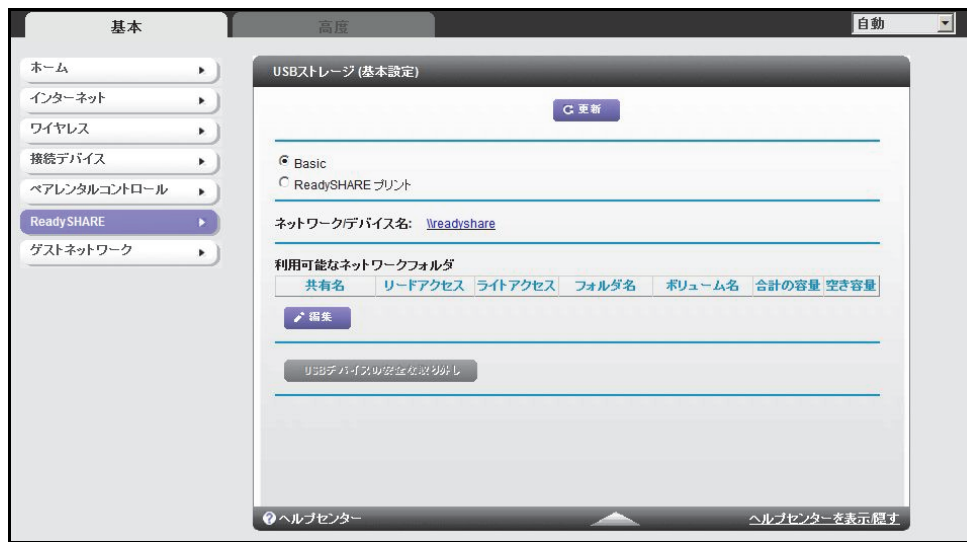 基本
高度
自動
ホーム
インターネット
ワイヤレス
接続デバイス
ペアレンタルコントロール
ReadySHARE
ゲストネットワーク
USBストレージ (基本設定)
更新
Basic
ReadySHARE プリント
ネットワーク/デバイス名: \\readyshare
利用可能なネットワークフォルダ
共有名 リードアクセス ライトアクセス フォルダ名 ボリューム名 合計の容量 空き容量
編集
USBデバイスの安全な取り外し
ヘルプセンター
ヘルプセンターを表示/隠す